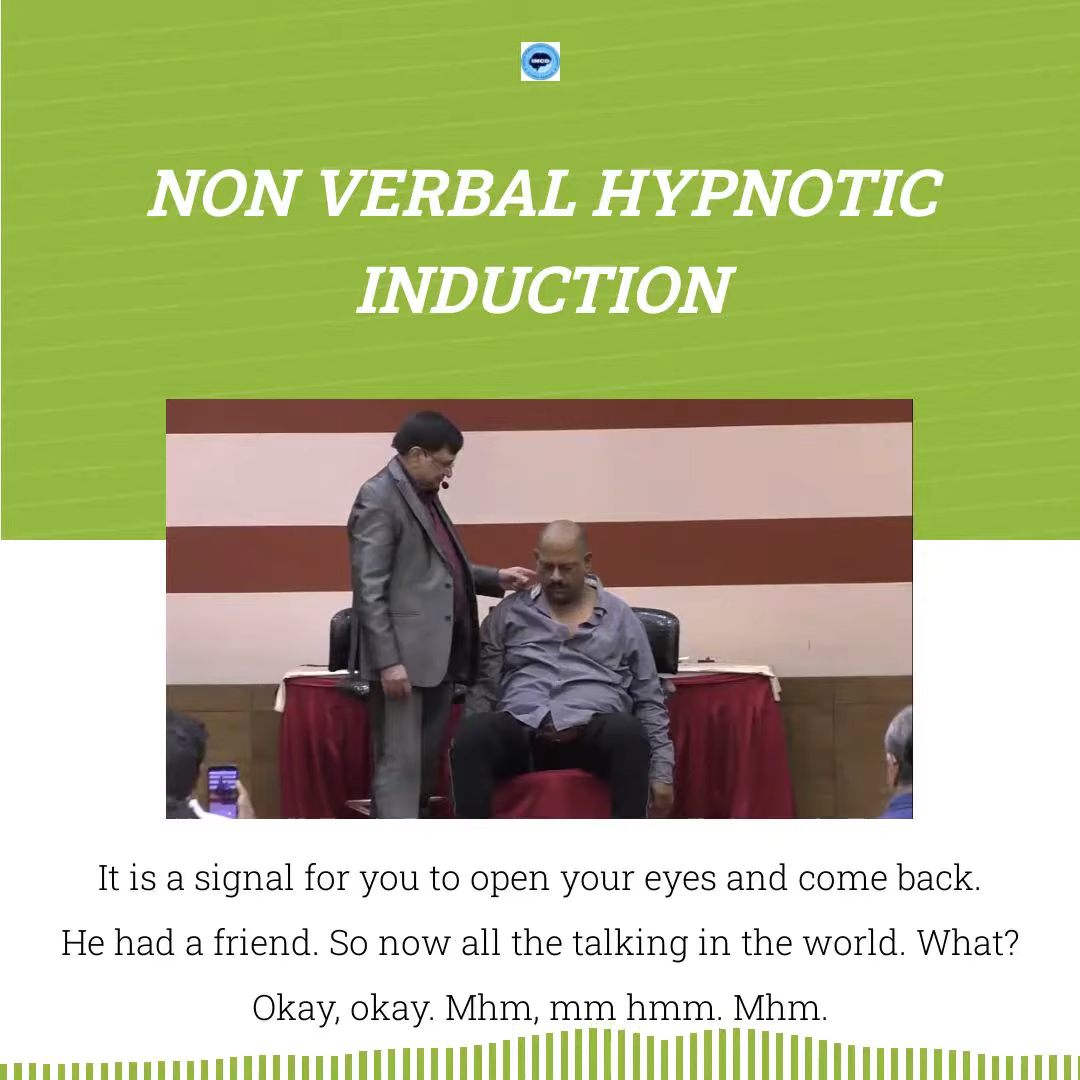 IMCD
NON VERBAL HYPNOTIC
INDUCTION
It is a signal for you to open your eyes and come back.
He had a friend. So now all the talking in the world. What?
Okay, okay. Mhm, mm hmm. Mhm.